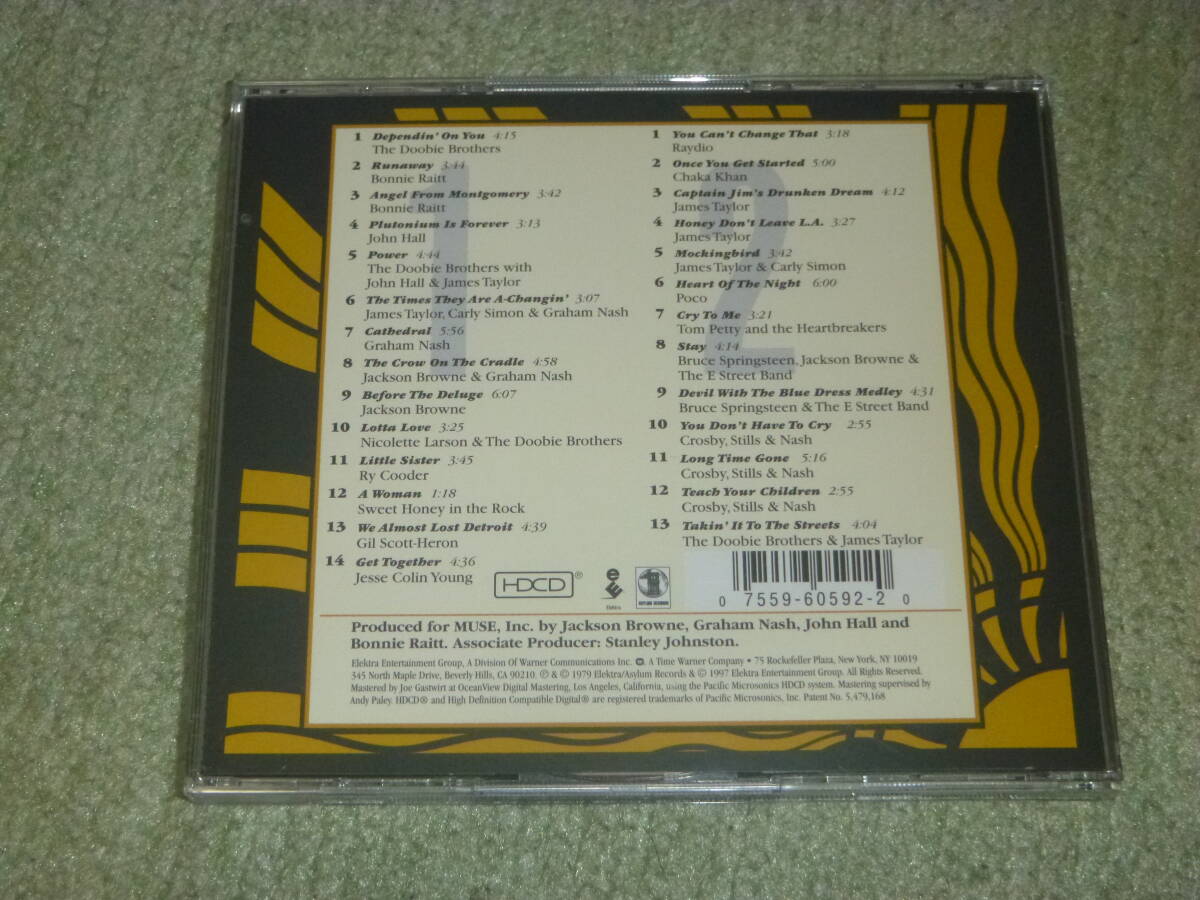 1 Dependin' On You 4:15
The Doobie Brothers
2 Runaway 3:44
Bonnie Raitt
3 Angel From Montgomery 3:42
Bonnie Raitt
4 Plutonium Is Forever 3:13
John Hall
5 Power 4:44
The Doobie Brothers with
John Hall & James Taylor
6 The Times They Are A-Changin' 3:07
James Taylor, Carly Simon & Graham Nash
7 Cathedral 5:56
Graham Nash
8 The Crow On The Cradle 4:58
Jackson Browne & Graham Nash
9 Before The Deluge 6:07
Jackson Browne
10 Lotta Love 3:25
Nicolette Larson & The Doobie Brothers
11 Little Sister 3:45
Ry Cooder
12 A Woman 1:18
Sweet Honey in the Rock
13 We Almost Lost Detroit 4:39
Gil Scott-Heron
14 Get Together 4:36
Jesse Colin Young
1
1 You Can't Change That 3:18
Raydio
2 Once You Get Started 5:00
Chaka Khan
3 Captain Jim's Drunken Dream 4:12
James Taylor
4 Honey Don't Leave L.A. 3:27
James Taylor
5 Mockingbird 3:42
James Taylor & Carly Simon
6 Heart Of The Night 6:00
Poco
7 Cry To Me 3:21
Tom Petty and the Heartbreakers
8 Stay 4:14
Bruce Springsteen, Jackson Browne &
The E Street Band
9 Devil With The Blue Dress Medley 4:31
Bruce Springsteen & The E Street Band
10 You Don't Have To Cry 2:55
Crosby, Stills & Nash
11 Long Time Gone 5:16
Crosby, Stills & Nash
12 Teach Your Children 2:55
Crosby, Stills & Nash
13 Takin' It To The Streets 4:04
The Doobie Brothers & James Taylor
2
HDCD®
0 7559-60592-2 0
Produced for MUSE, Inc. by Jackson Browne, Graham Nash, John Hall and
Bonnie Raitt. Associate Producer: Stanley Johnston.
Elektra Entertainment Group, A Division Of Warner Communications Inc. A Time Warner Company • 75 Rockefeller Plaza, New York, NY 10019
345 North Maple Drive, Beverly Hills, CA 90210. ℗ & © 1979 Elektra/Asylum Records & © 1997 Elektra Entertainment Group. All Rights Reserved.
Mastered by Joe Gastwirt at OceanView Digital Mastering, Los Angeles, California, using the Pacific Microsonics HDCD system. Mastering supervised by
Andy Paley. HDCD® and High Definition Compatible Digital® are registered trademarks of Pacific Microsonics, Inc. Patent No. 5,479,168